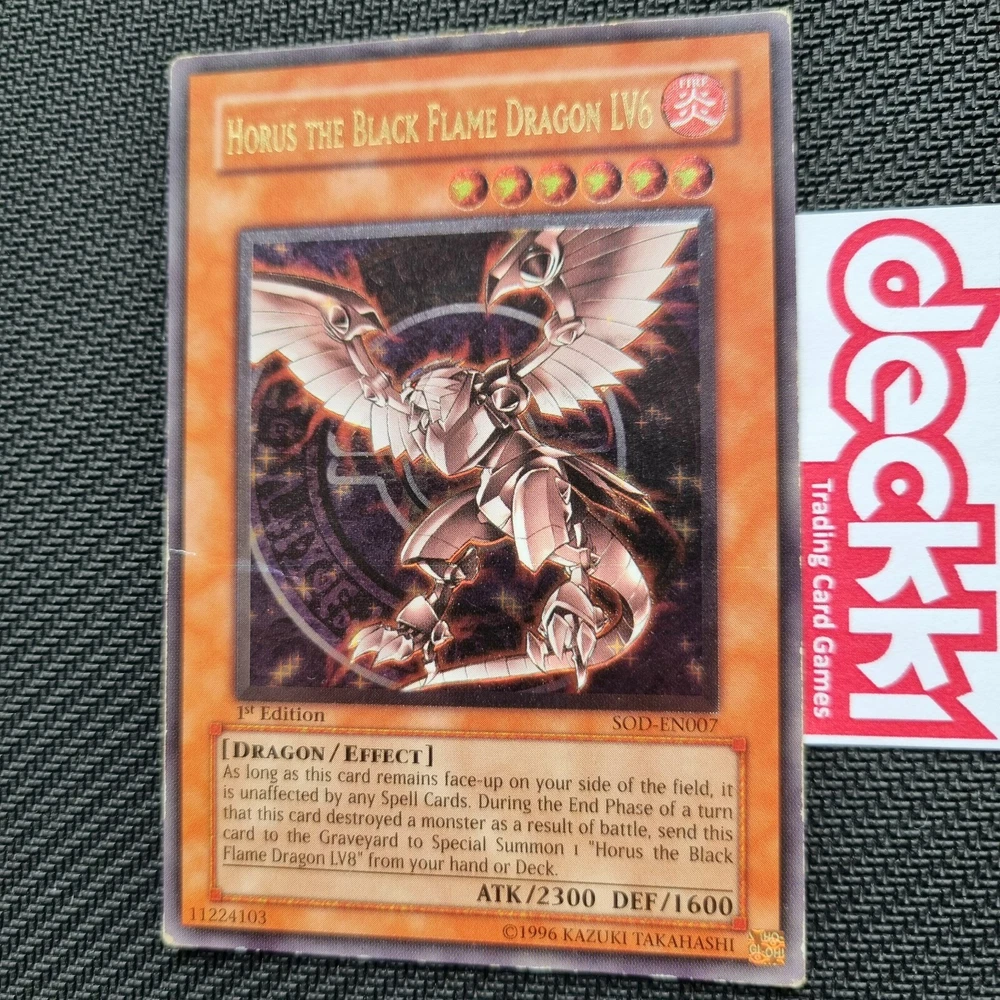 HORUS THE BLACK FLAME DRAGON LV6
FIRE
炎
1st Edition
SOD-EN007
[DRAGON/EFFECT]
As long as this card remains face-up on your side of the field, it
is unaffected by any Spell Cards. During the End Phase of a turn
that this card destroyed a monster as a result of battle, send this
card to the Graveyard to Special Summon 1 "Horus the Black
Flame Dragon LV8" from your hand or Deck.
ATK/2300 DEF/1600
11224103
©1996 KAZUKI TAKAHASHI
deckk1
Trading Card Games